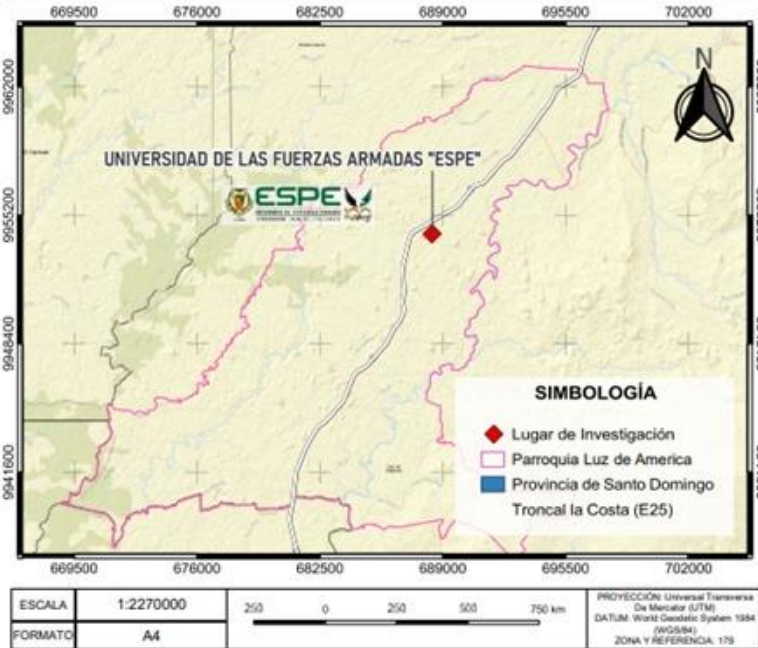 669500 676000 682500 689000 695500 702000
N
9962000
UNIVERSIDAD DE LAS FUERZAS ARMADAS "ESPE"
ESPE
9955200
9948400
SIMBOLOGÍA
Lugar de Investigación
Parroquia Luz de America
Provincia de Santo Domingo
Troncal la Costa (E25)
9941600
669500 676000 682500 689000 695500 702000
ESCALA 1:2270000
FORMATO A4
250 0 250 500 750 km
PROYECCIÓN: Universal Transversa
De Mercator (UTM)
DATUM: World Geodetic System 1984
(WGS84)
ZONA Y REFERENCIA: 17S